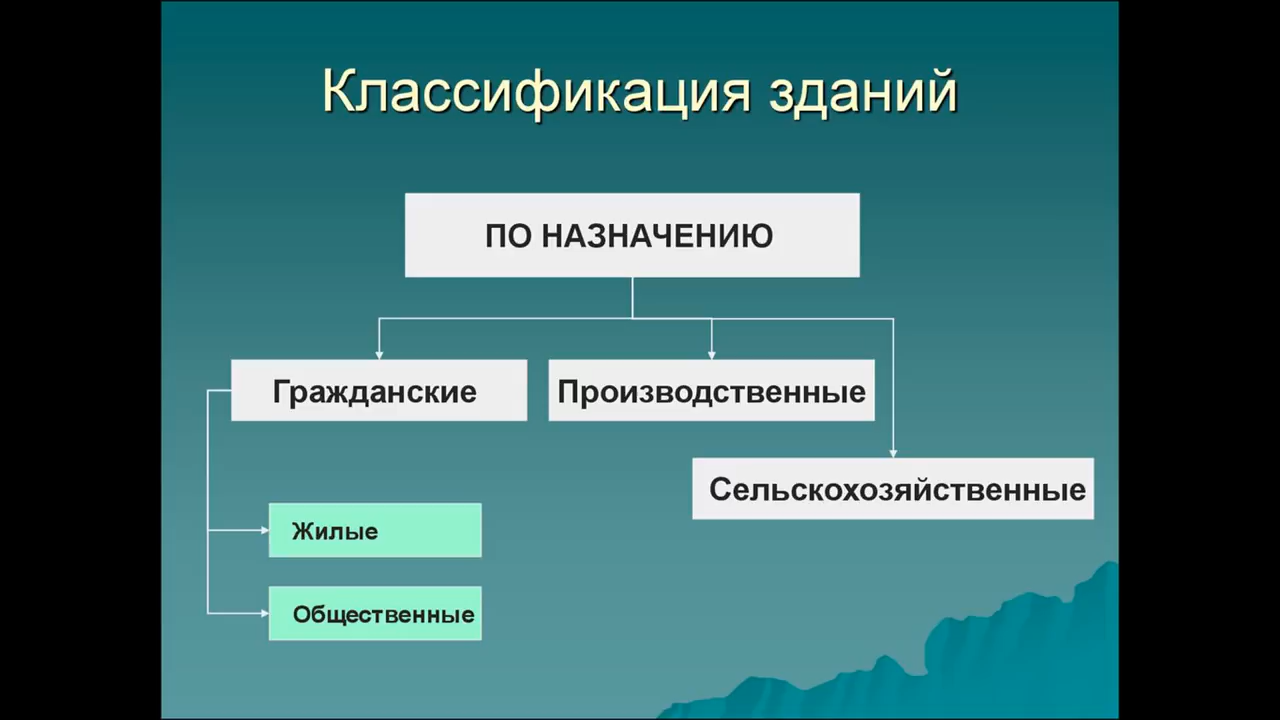 Классификация зданий
ПО НАЗНАЧЕНИЮ
Гражданские
Производственные
Сельскохозяйственные
Жилые
Общественные